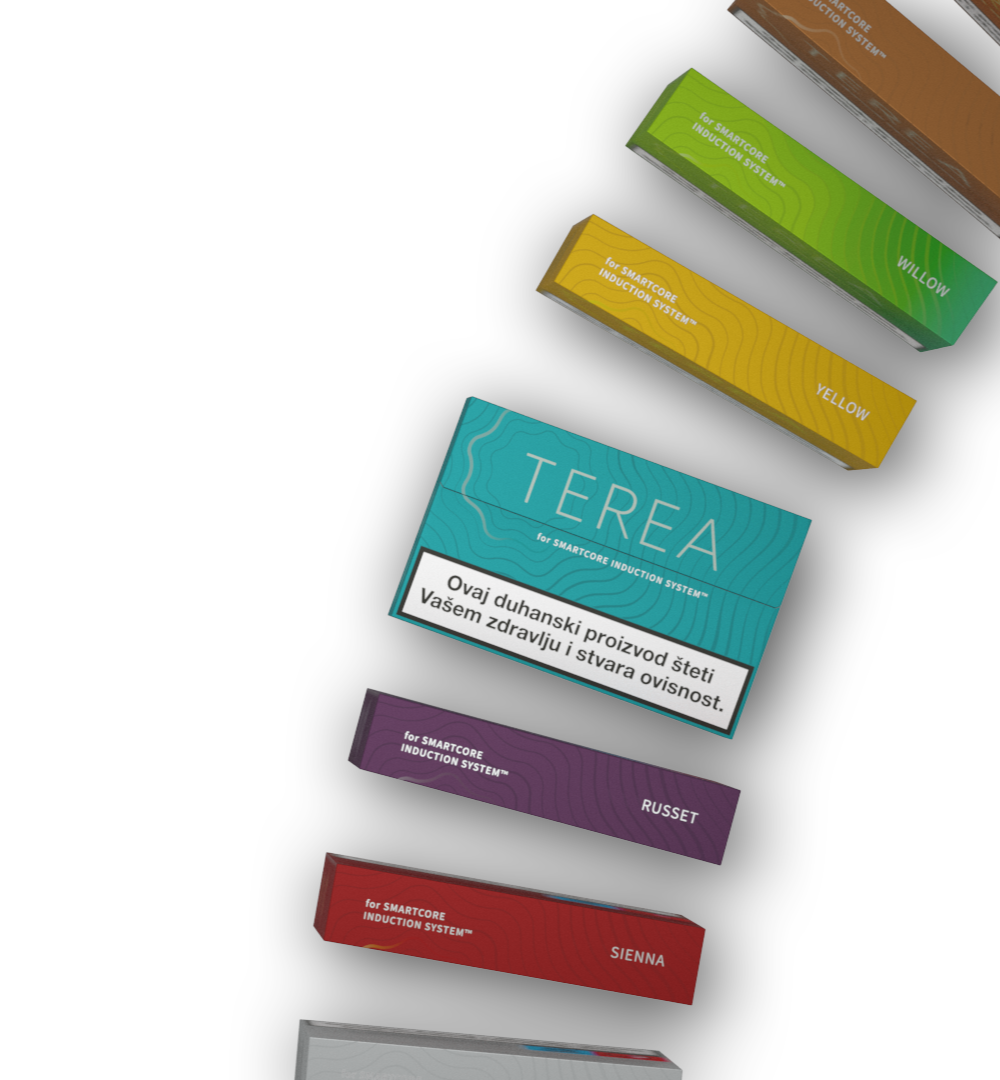 SMARTCORE
INDUCTION SYSTEM™
for SMARTCORE
INDUCTION SYSTEM™
WILLOW
for SMARTCORE
INDUCTION SYSTEM™
YELLOW
TEREA
for SMARTCORE INDUCTION SYSTEM™
Ovaj duhanski proizvod šteti
Vašem zdravlju i stvara ovisnost.
for SMARTCORE
INDUCTION SYSTEM™
RUSSET
for SMARTCORE
INDUCTION SYSTEM™
SIENNA